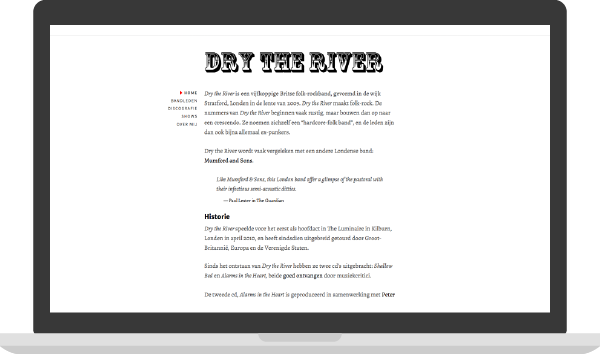 DRY THE RIVER
HOME
BANDLEDEN
DISCOGRAFIE
SHOWS
OVER MIJ
Dry the River is een vijfkoppige Britse folk-rockband, gevormd in de wijk
Stratford, Londen in de lente van 2009. Dry the River maakt folk-rock. De
nummers van Dry the River beginnen vaak rustig, maar bouwen dan op naar
een crescendo. Ze noemen zichzelf een "hardcore folk band", en de leden zijn
dan ook bijna allemaal ex-punkers.
Dry the River wordt vaak vergeleken met een andere Londense band:
Mumford and Sons.
Like Mumford & Sons, this London band offer a glimpse of the pastoral with
their infectious semi-acoustic ditties.
— Paul Lester in The Guardian
Historie
Dry the River speelde voor het eerst als hoofdact in The Luminaire in Kilburn,
Londen in april 2010, en heeft sindsdien uitgebreid getourd door Groot-
Britannië, Europa en de Verenigde Staten.
Sinds het ontstaan van Dry the River hebben ze twee cd's uitgebracht: Shallow
Bed en Alarms in the Heart, beide goed ontvangen door muziekcritici.
De tweede cd, Alarms in the Heart is geproduceerd in samenwerking met Peter